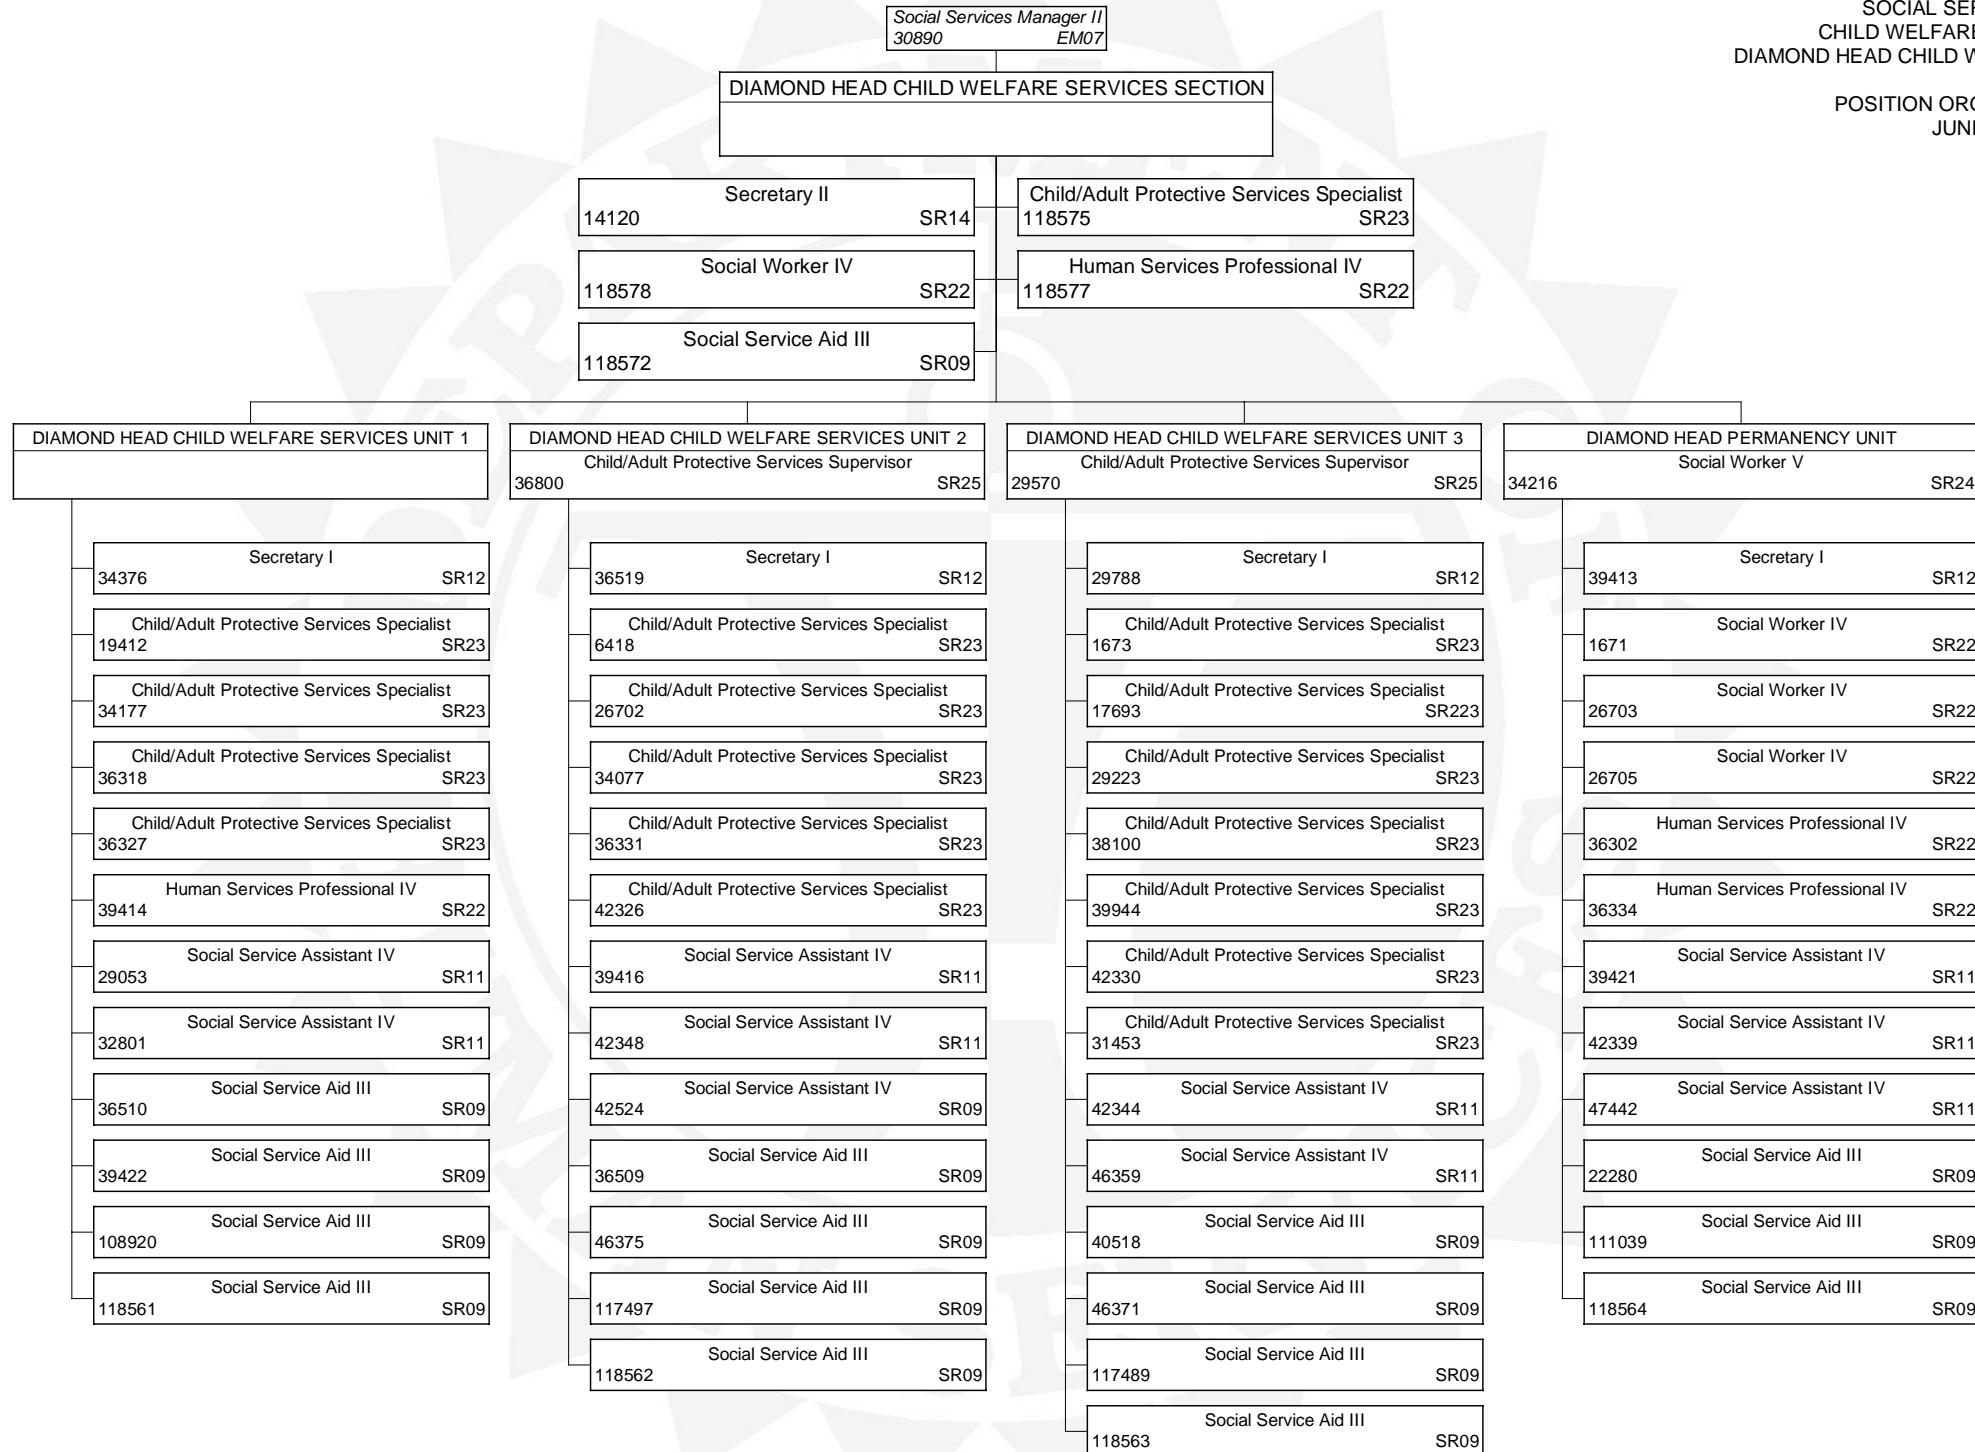 Social Services Manager II
30890 EM07
SOCIAL SER
CHILD WELFARE
DIAMOND HEAD CHILD W
POSITION ORG
JUN
DIAMOND HEAD CHILD WELFARE SERVICES SECTION
Secretary II
14120 SR14
Child/Adult Protective Services Specialist
118575 SR23
Social Worker IV
118578 SR22
Human Services Professional IV
118577 SR22
Social Service Aid III
118572 SR09
DIAMOND HEAD CHILD WELFARE SERVICES UNIT 1
Secretary I
34376 SR12
Child/Adult Protective Services Specialist
19412 SR23
Child/Adult Protective Services Specialist
34177 SR23
Child/Adult Protective Services Specialist
36318 SR23
Child/Adult Protective Services Specialist
36327 SR23
Human Services Professional IV
39414 SR22
Social Service Assistant IV
29053 SR11
Social Service Assistant IV
32801 SR11
Social Service Aid III
36510 SR09
Social Service Aid III
39422 SR09
Social Service Aid III
108920 SR09
Social Service Aid III
118561 SR09
DIAMOND HEAD CHILD WELFARE SERVICES UNIT 2
Child/Adult Protective Services Supervisor
36800 SR25
Secretary I
36519 SR12
Child/Adult Protective Services Specialist
6418 SR23
Child/Adult Protective Services Specialist
26702 SR23
Child/Adult Protective Services Specialist
34077 SR23
Child/Adult Protective Services Specialist
36331 SR23
Child/Adult Protective Services Specialist
42326 SR23
Social Service Assistant IV
39416 SR11
Social Service Assistant IV
42348 SR11
Social Service Assistant IV
42524 SR09
Social Service Aid III
36509 SR09
Social Service Aid III
46375 SR09
Social Service Aid III
117497 SR09
Social Service Aid III
118562 SR09
DIAMOND HEAD CHILD WELFARE SERVICES UNIT 3
Child/Adult Protective Services Supervisor
29570 SR25
Secretary I
29788 SR12
Child/Adult Protective Services Specialist
1673 SR23
Child/Adult Protective Services Specialist
17693 SR223
Child/Adult Protective Services Specialist
29223 SR23
Child/Adult Protective Services Specialist
38100 SR23
Child/Adult Protective Services Specialist
39944 SR23
Child/Adult Protective Services Specialist
42330 SR23
Child/Adult Protective Services Specialist
31453 SR23
Social Service Assistant IV
42344 SR11
Social Service Assistant IV
46359 SR11
Social Service Aid III
40518 SR09
Social Service Aid III
46371 SR09
Social Service Aid III
117489 SR09
Social Service Aid III
118563 SR09
DIAMOND HEAD PERMANENCY UNIT
Social Worker V
34216 SR24
Secretary I
39413 SR12
Social Worker IV
1671 SR22
Social Worker IV
26703 SR22
Social Worker IV
26705 SR22
Human Services Professional IV
36302 SR22
Human Services Professional IV
36334 SR22
Social Service Assistant IV
39421 SR11
Social Service Assistant IV
42339 SR11
Social Service Assistant IV
47442 SR11
Social Service Aid III
22280 SR09
Social Service Aid III
111039 SR09
Social Service Aid III
118564 SR09